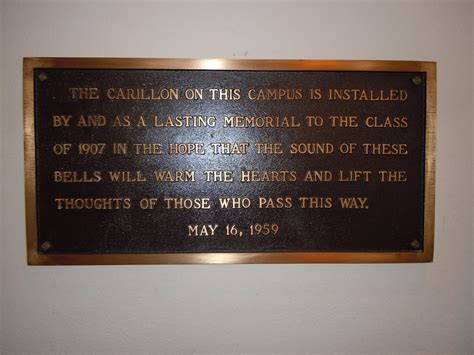 THE CARILLON ON THIS CAMPUS IS INSTALLED
BY AND AS A LASTING MEMORIAL TO THE CLASS
OF 1907 IN THE HOPE THAT THE SOUND OF THESE
BELLS WILL WARM THE HEARTS AND LIFT THE
THOUGHTS OF THOSE WHO PASS THIS WAY.
MAY 16, 1959